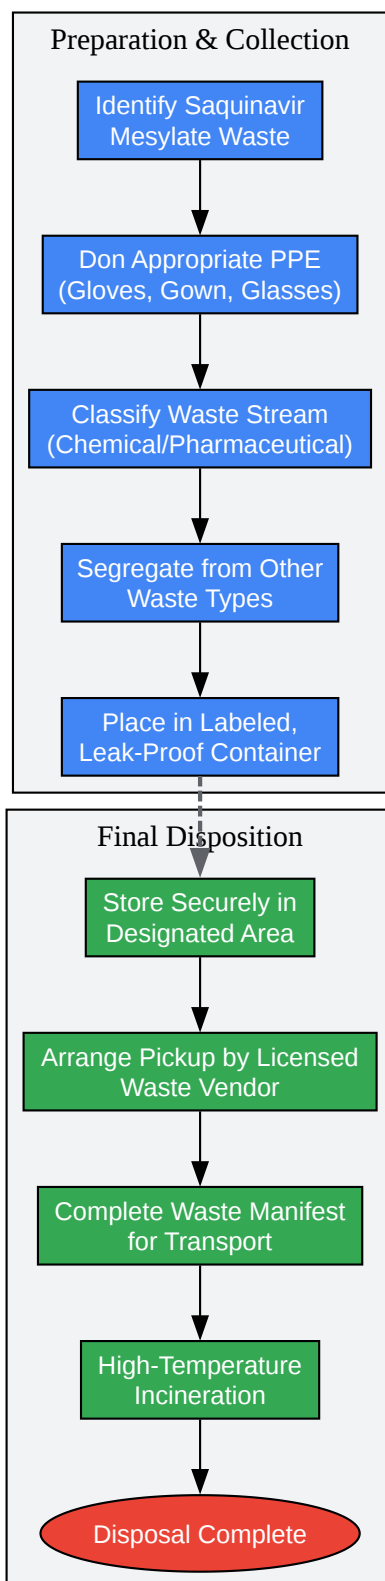 Preparation & Collection
Identify Saquinavir
Mesylate Waste
Don Appropriate PPE
(Gloves, Gown, Glasses)
Classify Waste Stream
(Chemical/Pharmaceutical)
Segregate from Other
Waste Types
Place in Labeled,
Leak-Proof Container
Final Disposition
Store Securely in
Designated Area
Arrange Pickup by Licensed
Waste Vendor
Complete Waste Manifest
for Transport
High-Temperature
Incineration
Disposal Complete